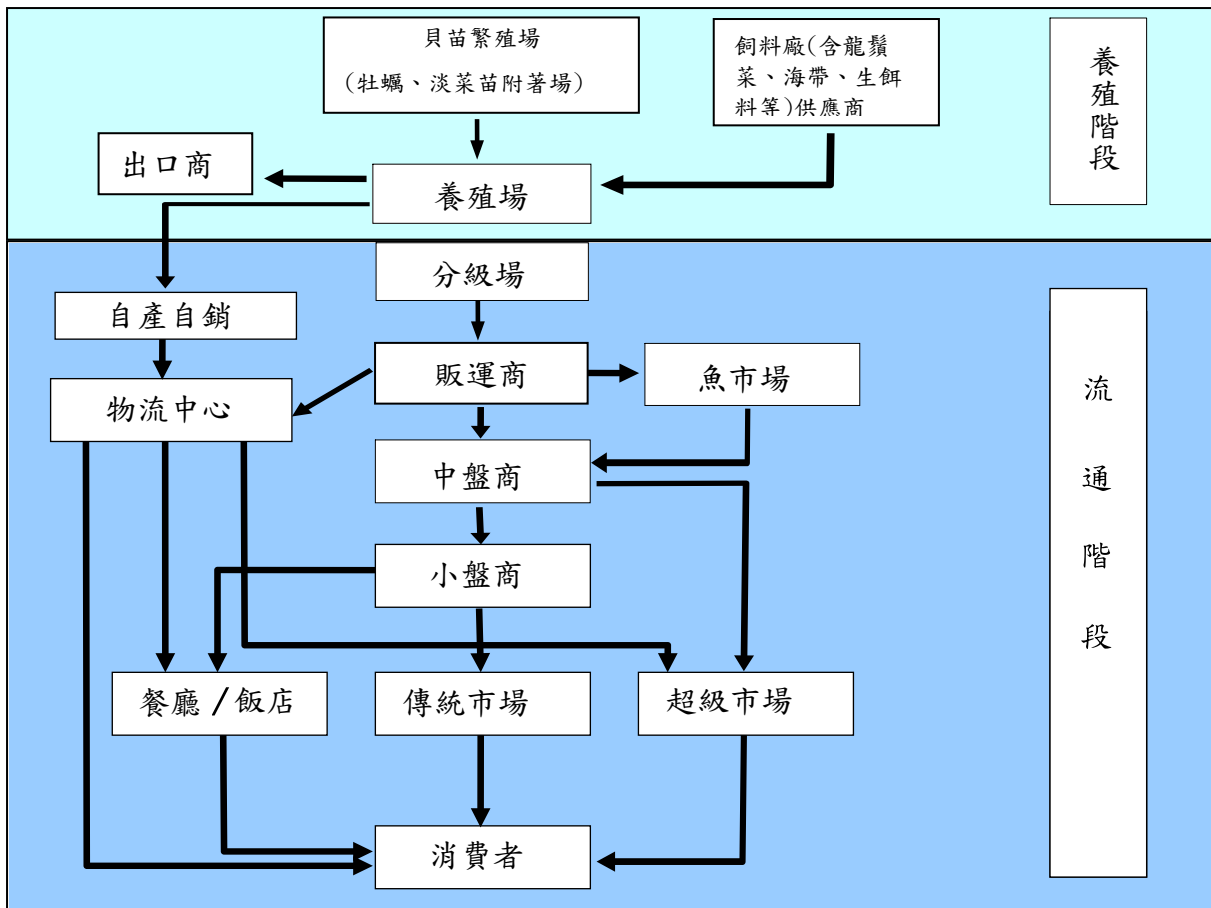 貝苗繁殖場
(牡蠣、淡菜苗附著場)
飼料廠(含龍鬚
菜、海帶、生餌
料等)供應商
養殖階段
出口商
養殖場
分級場
自產自銷
販運商
魚市場
物流中心
中盤商
小盤商
流通階段
餐廳/飯店
傳統市場
超級市場
消費者